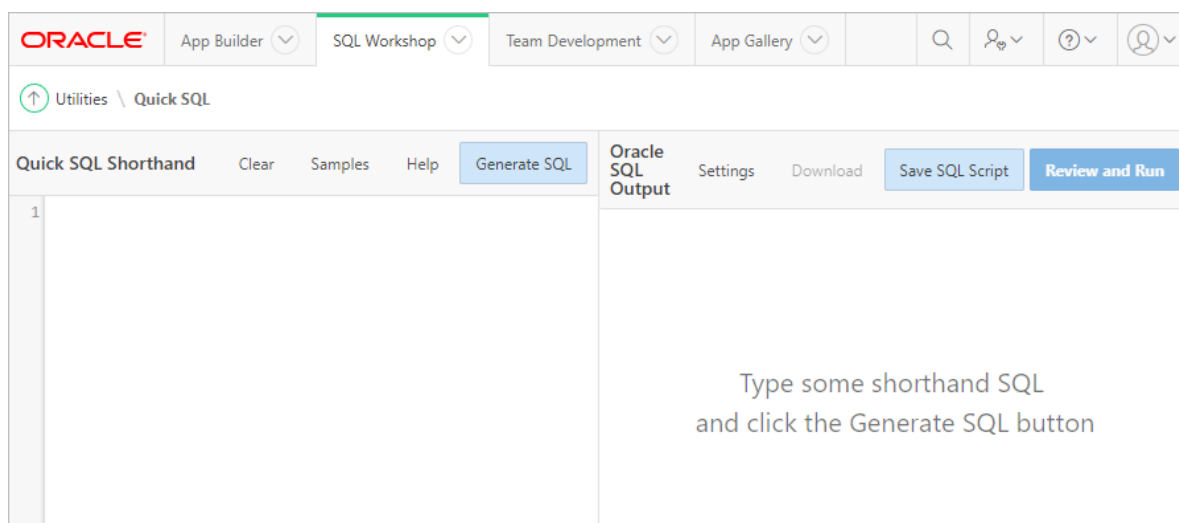 ORACLE App Builder SQL Workshop Team Development App Gallery
Utilities \ Quick SQL
Quick SQL Shorthand Clear Samples Help Generate SQL
Oracle
SQL
Output
Settings Download Save SQL Script Review and Run
1
Type some shorthand SQL
and click the Generate SQL button